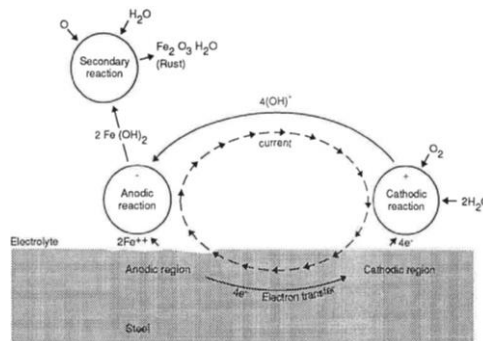 O
H₂O
Secondary
reaction
Fe₂ O₃ H₂O
(Rust)
2 Fe (OH)₂
4(OH)⁻
current
O₂
-
Anodic
reaction
+
Cathodic
reaction
2H₂O
Electrolyte
2Fe++
4e⁻
Anodic region
Cathodic region
4e⁻
Electron transfer
Steel